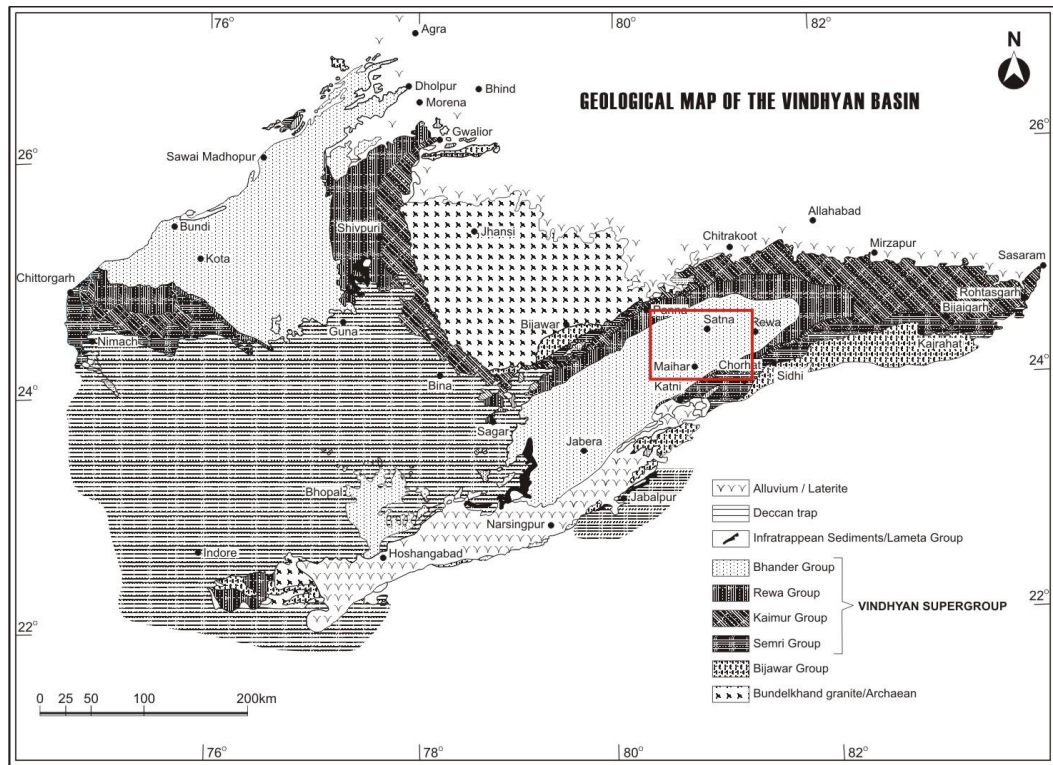 76°
80°
82°
Agra
N
Dholpur
Bhind
Morena
GEOLOGICAL MAP OF THE VINDHYAN BASIN
Gwalior
26°
Sawai Madhopur
26°
Allahabad
Bundi
Shivpuri
Jhansi
Chitrakoot
Mirzapur
Kota
Sasaram
Chittorgarh
Rohtasgarh
Panna
Bijaigarh
Guna
Bijawar
Satna
Rewa
Nimach
Kairahat
Maihar
Chorhat
24°
Bina
Sidhi
24°
Katni
Sagar
Jabera
Bhopal
Jabalpur
Alluvium / Laterite
Deccan trap
Narsingpur
Infratrappean Sediments/Lameta Group
Indore
Hoshangabad
Bhander Group
Rewa Group
VINDHYAN SUPERGROUP
22°
Kaimur Group
22°
Semri Group
Bijawar Group
0 25 50 100 200km
Bundelkhand granite/Archaean
76°
78°
80°
82°